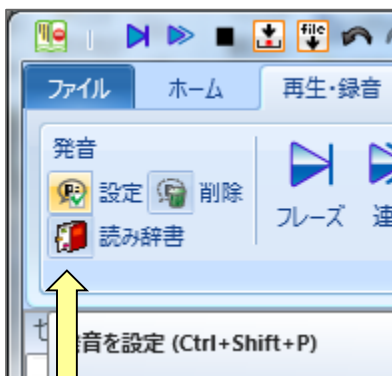 file
ファイル ホーム 再生・録音
発音
設定 削除
読み辞書
フレーズ
音を設定 (Ctrl+Shift+P)